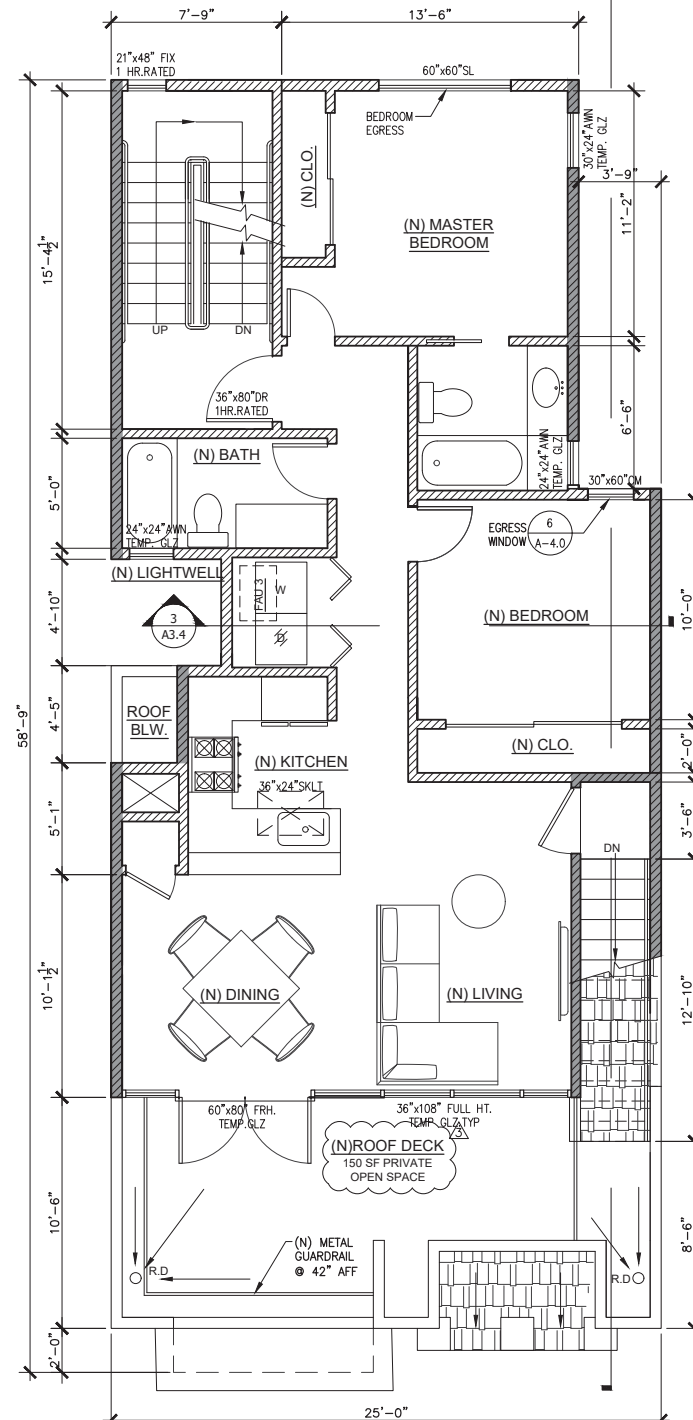 7'-9"
13'-6"
21"x48" FIX
1 HR.RATED
60"x60"SL
BEDROOM
EGRESS
30"x24"AWN
TEMP. GLZ
3'-9"
(N) CLO.
(N) MASTER
BEDROOM
11'-2"
15'-4½"
UP
DN
36"x80"DR
1HR.RATED
6'-6"
(N) BATH
24"x24"AWN
TEMP. GLZ
5'-0"
30"x60"CM
24"x24"AWN
TEMP. GLZ
EGRESS
WINDOW
6
A-4.0
(N) LIGHTWELL
FAU 3
W
D
3
A3.4
4'-10"
(N) BEDROOM
10'-0"
58'-9"
4'-5"
ROOF
BLW.
(N) KITCHEN
36"x24"SKLT
(N) CLO.
2'-0"
5'-1"
3'-6"
DN
10'-1½"
(N) DINING
(N) LIVING
12'-10"
60"x80" FRH.
TEMP.GLZ
36"x108" FULL HT.
TEMP GLZ,TYP
3
(N)ROOF DECK
150 SF PRIVATE
OPEN SPACE
10'-6"
8'-6"
(N) METAL
GUARDRAIL
@ 42" AFF
R.D
R.D
2'-0"
25'-0"